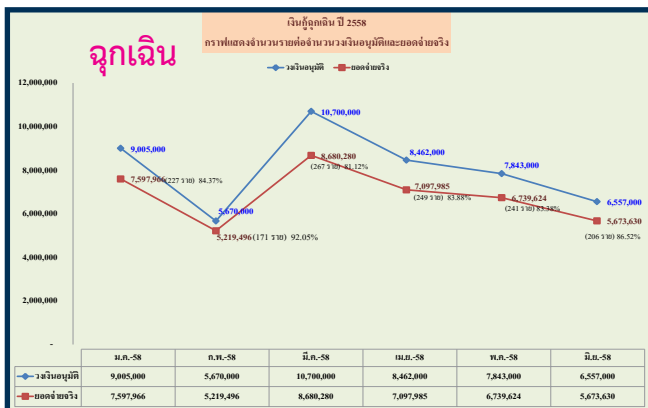 เงินกู้ฉุกเฉิน ปี 2558
กราฟแสดงจำนวนรายต่อจำนวนวงเงินอนุมัติและยอดจ่ายจริง
ฉุกเฉิน
วงเงินอนุมัติ ยอดจ่ายจริง
12,000,000
10,000,000
8,000,000
6,000,000
4,000,000
2,000,000
-
9,005,000
7,597,966 (227 ราย) 84.37%
5,670,000
5,219,496 (171 ราย) 92.05%
10,700,000
8,680,280
(267 ราย) 81.12%
8,462,000
7,097,985
(249 ราย) 83.88%
7,843,000
6,739,624
(241 ราย) 83.38%
6,557,000
5,673,630
(206 ราย) 86.52%
ม.ค.-58 ก.พ.-58 มี.ค.-58 เม.ย.-58 พ.ค.-58 มิ.ย.-58
วงเงินอนุมัติ 9,005,000 5,670,000 10,700,000 8,462,000 7,843,000 6,557,000
ยอดจ่ายจริง 7,597,966 5,219,496 8,680,280 7,097,985 6,739,624 5,673,630